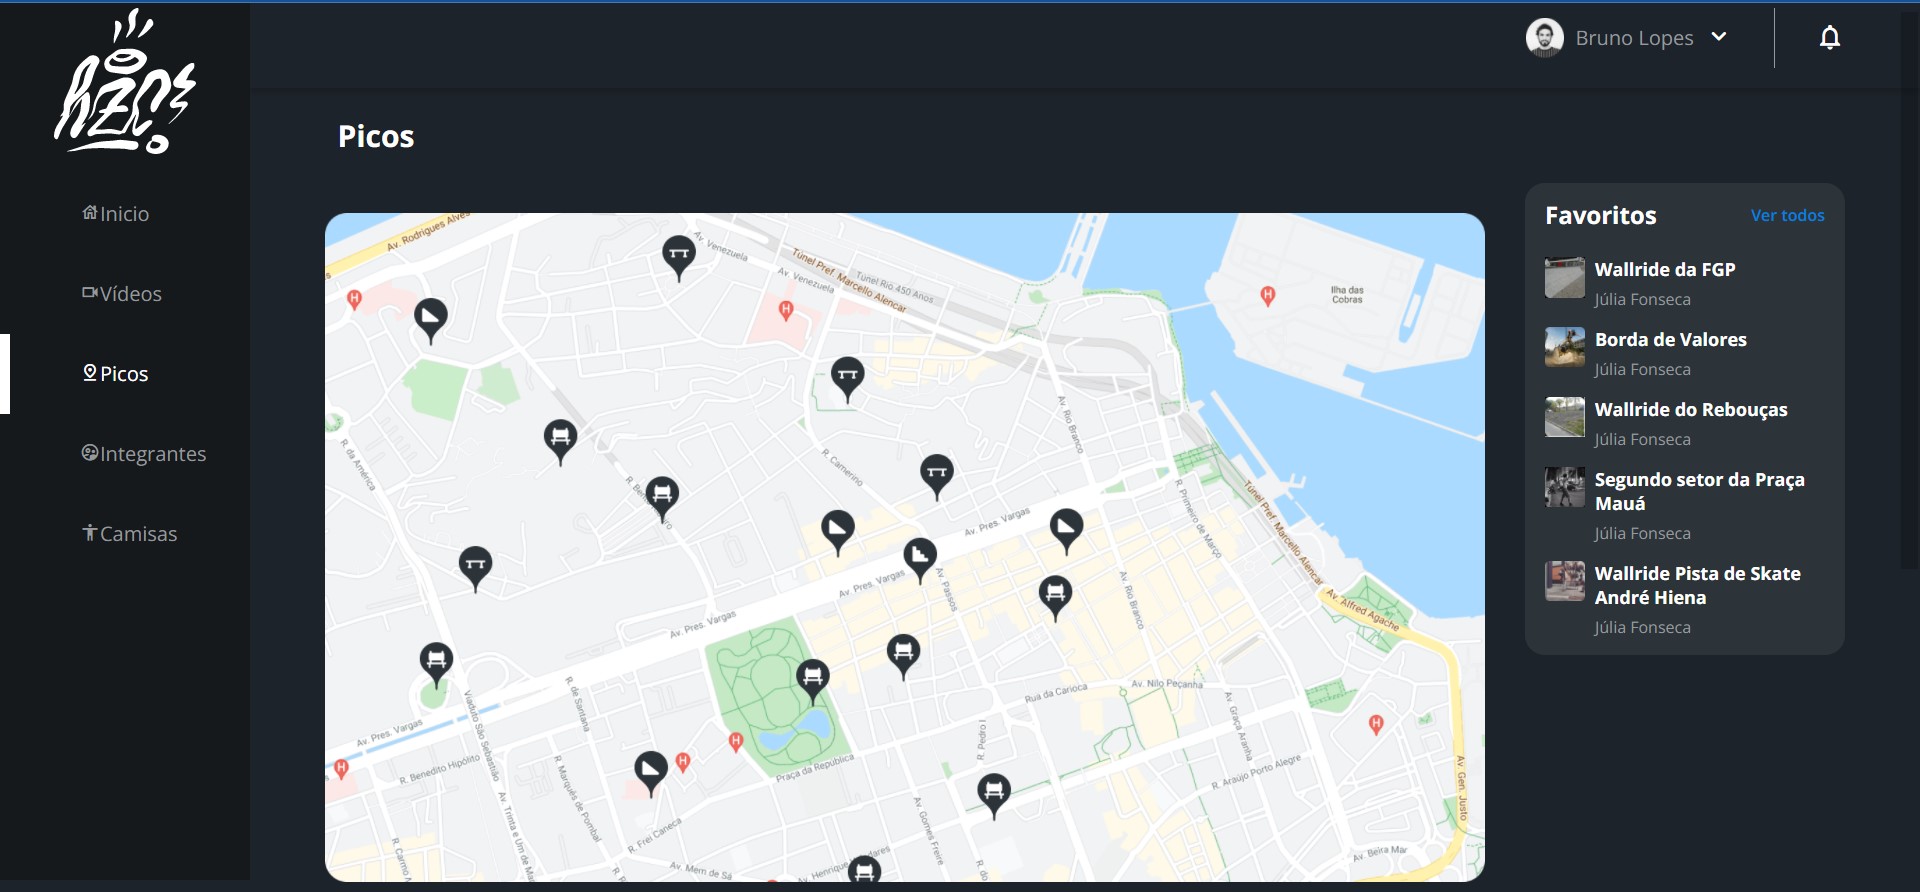 Bruno Lopes
Inicio
Vídeos
Picos
Integrantes
Camisas
Picos
Av. Rodrigues Alves
Av. Venezuela
Av. Venezuela
Túnel Pref. Marcello Alencar
Túnel Rio 450 Anos
Ilha das
Cobras
H
H
H
R. da América
R. Camerino
Av. Rio Branco
Av. Pres. Vargas
R. Primeiro de Março
Túnel Pref. Marcello Alencar
Av. Pres. Vargas
Av. Passos
Av. Rio Branco
Av. Alfred Agache
Av. Pres. Vargas
Av. Nilo Peçanha
Rua da Carioca
R. de Santana
Viaduto São Sebastião
Av. Pres. Vargas
Av. Graça Aranha
R. Pedro I
H
H
H
H
R. Benedito Hipólito
Praça da República
R. Marquês de Pombal
R. Araújo Porto Alegre
Av. Gen. Justo
Av. Trinta e Um de
R. Frei Caneca
Av. Gomes Freire
Av. Mem de Sá
Av. Henrique
Av. Beira Mar
R. Carmo
R. do
Favoritos
Ver todos
Wallride da FGP
Júlia Fonseca
Borda de Valores
Júlia Fonseca
Wallride do Rebouças
Júlia Fonseca
Segundo setor da Praça
Mauá
Júlia Fonseca
Wallride Pista de Skate
André Hiena
Júlia Fonseca